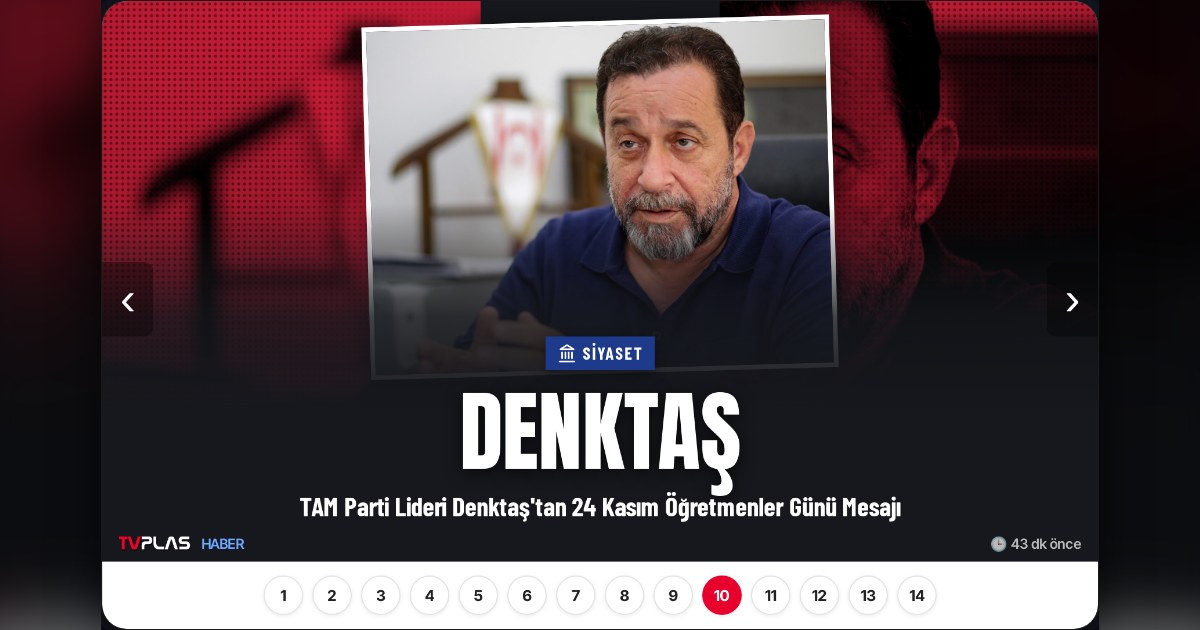 SİYASET
DENKTAŞ
TAM Parti Lideri Denktaş'tan 24 Kasım Öğretmenler Günü Mesajı
TVPLAS HABER
43 dk önce
1 2 3 4 5 6 7 8 9 10 11 12 13 14